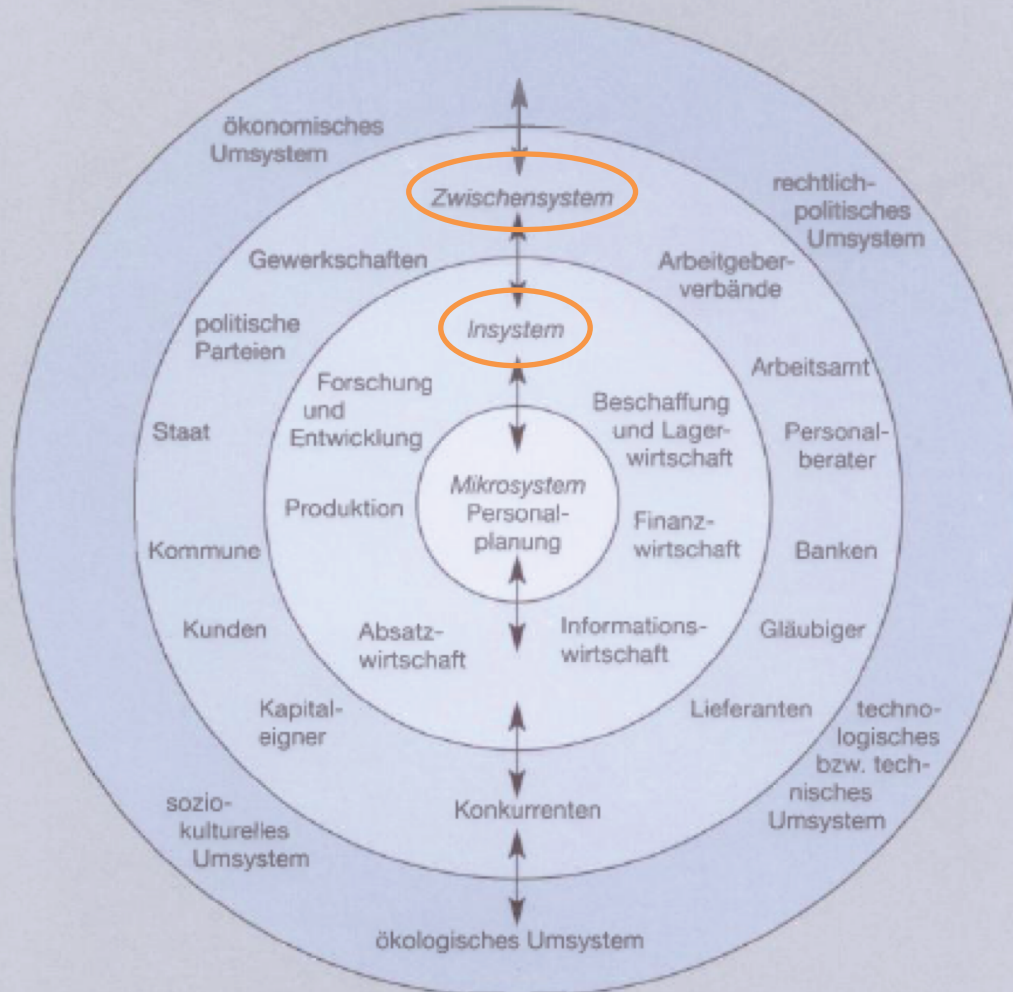 ökonomisches
Umsystem
rechtlich-
politisches
Umsystem
Zwischensystem
Gewerkschaften
Arbeitgeber-
verbände
politische
Parteien
Insystem
Arbeitsamt
Forschung
und
Entwicklung
Beschaffung
und Lager-
wirtschaft
Staat
Personal-
berater
Mikrosystem
Personal-
planung
Produktion
Finanz-
wirtschaft
Kommune
Banken
Kunden
Absatz-
wirtschaft
Informations-
wirtschaft
Gläubiger
Kapital-
eigner
Lieferanten
techno-
logisches
bzw. tech-
nisches
Umsystem
Konkurrenten
sozio-
kulturelles
Umsystem
ökologisches Umsystem